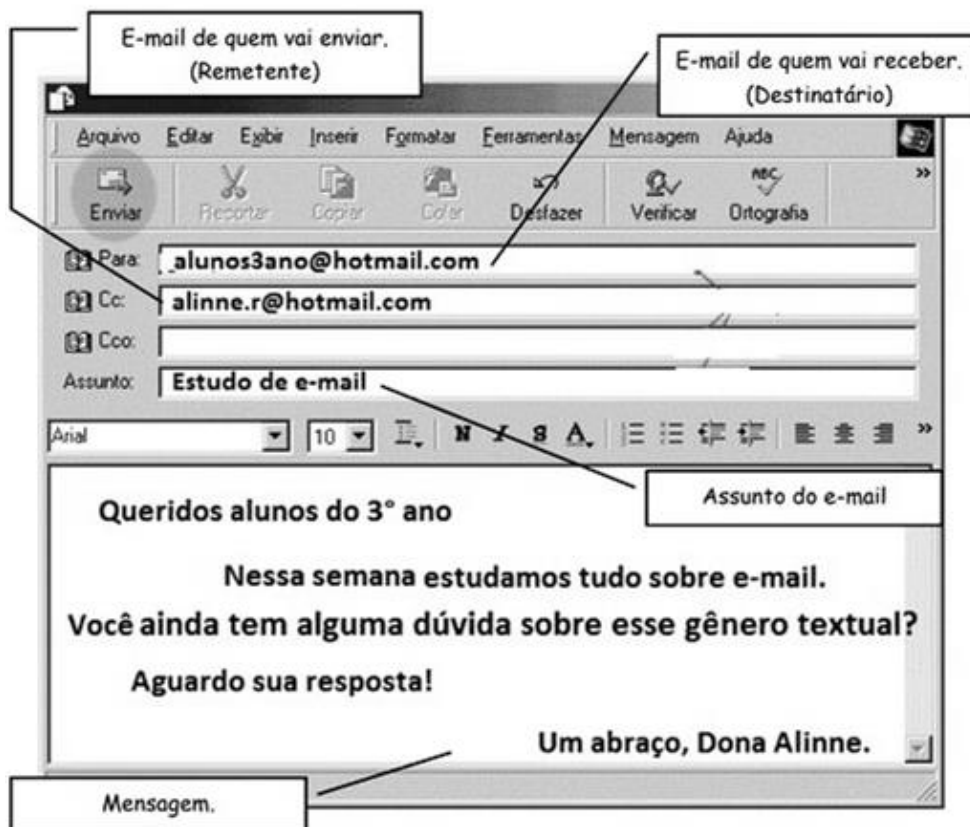 E-mail de quem vai enviar.
(Remetente)
E-mail de quem vai receber.
(Destinatário)
Arquivo Editar Exibir Inserir Formatar Ferramentas Mensagem Ajuda
Enviar Recortar Copiar Colar Desfazer Verificar Ortografia
ABC
Para: alunos3ano@hotmail.com
Cc: alinne.r@hotmail.com
Cco:
Assunto: Estudo de e-mail
Arial 10 N I S A
Assunto do e-mail
Queridos alunos do 3° ano
Nessa semana estudamos tudo sobre e-mail.
Você ainda tem alguma dúvida sobre esse gênero textual?
Aguardo sua resposta!
Um abraço, Dona Alinne.
Mensagem.